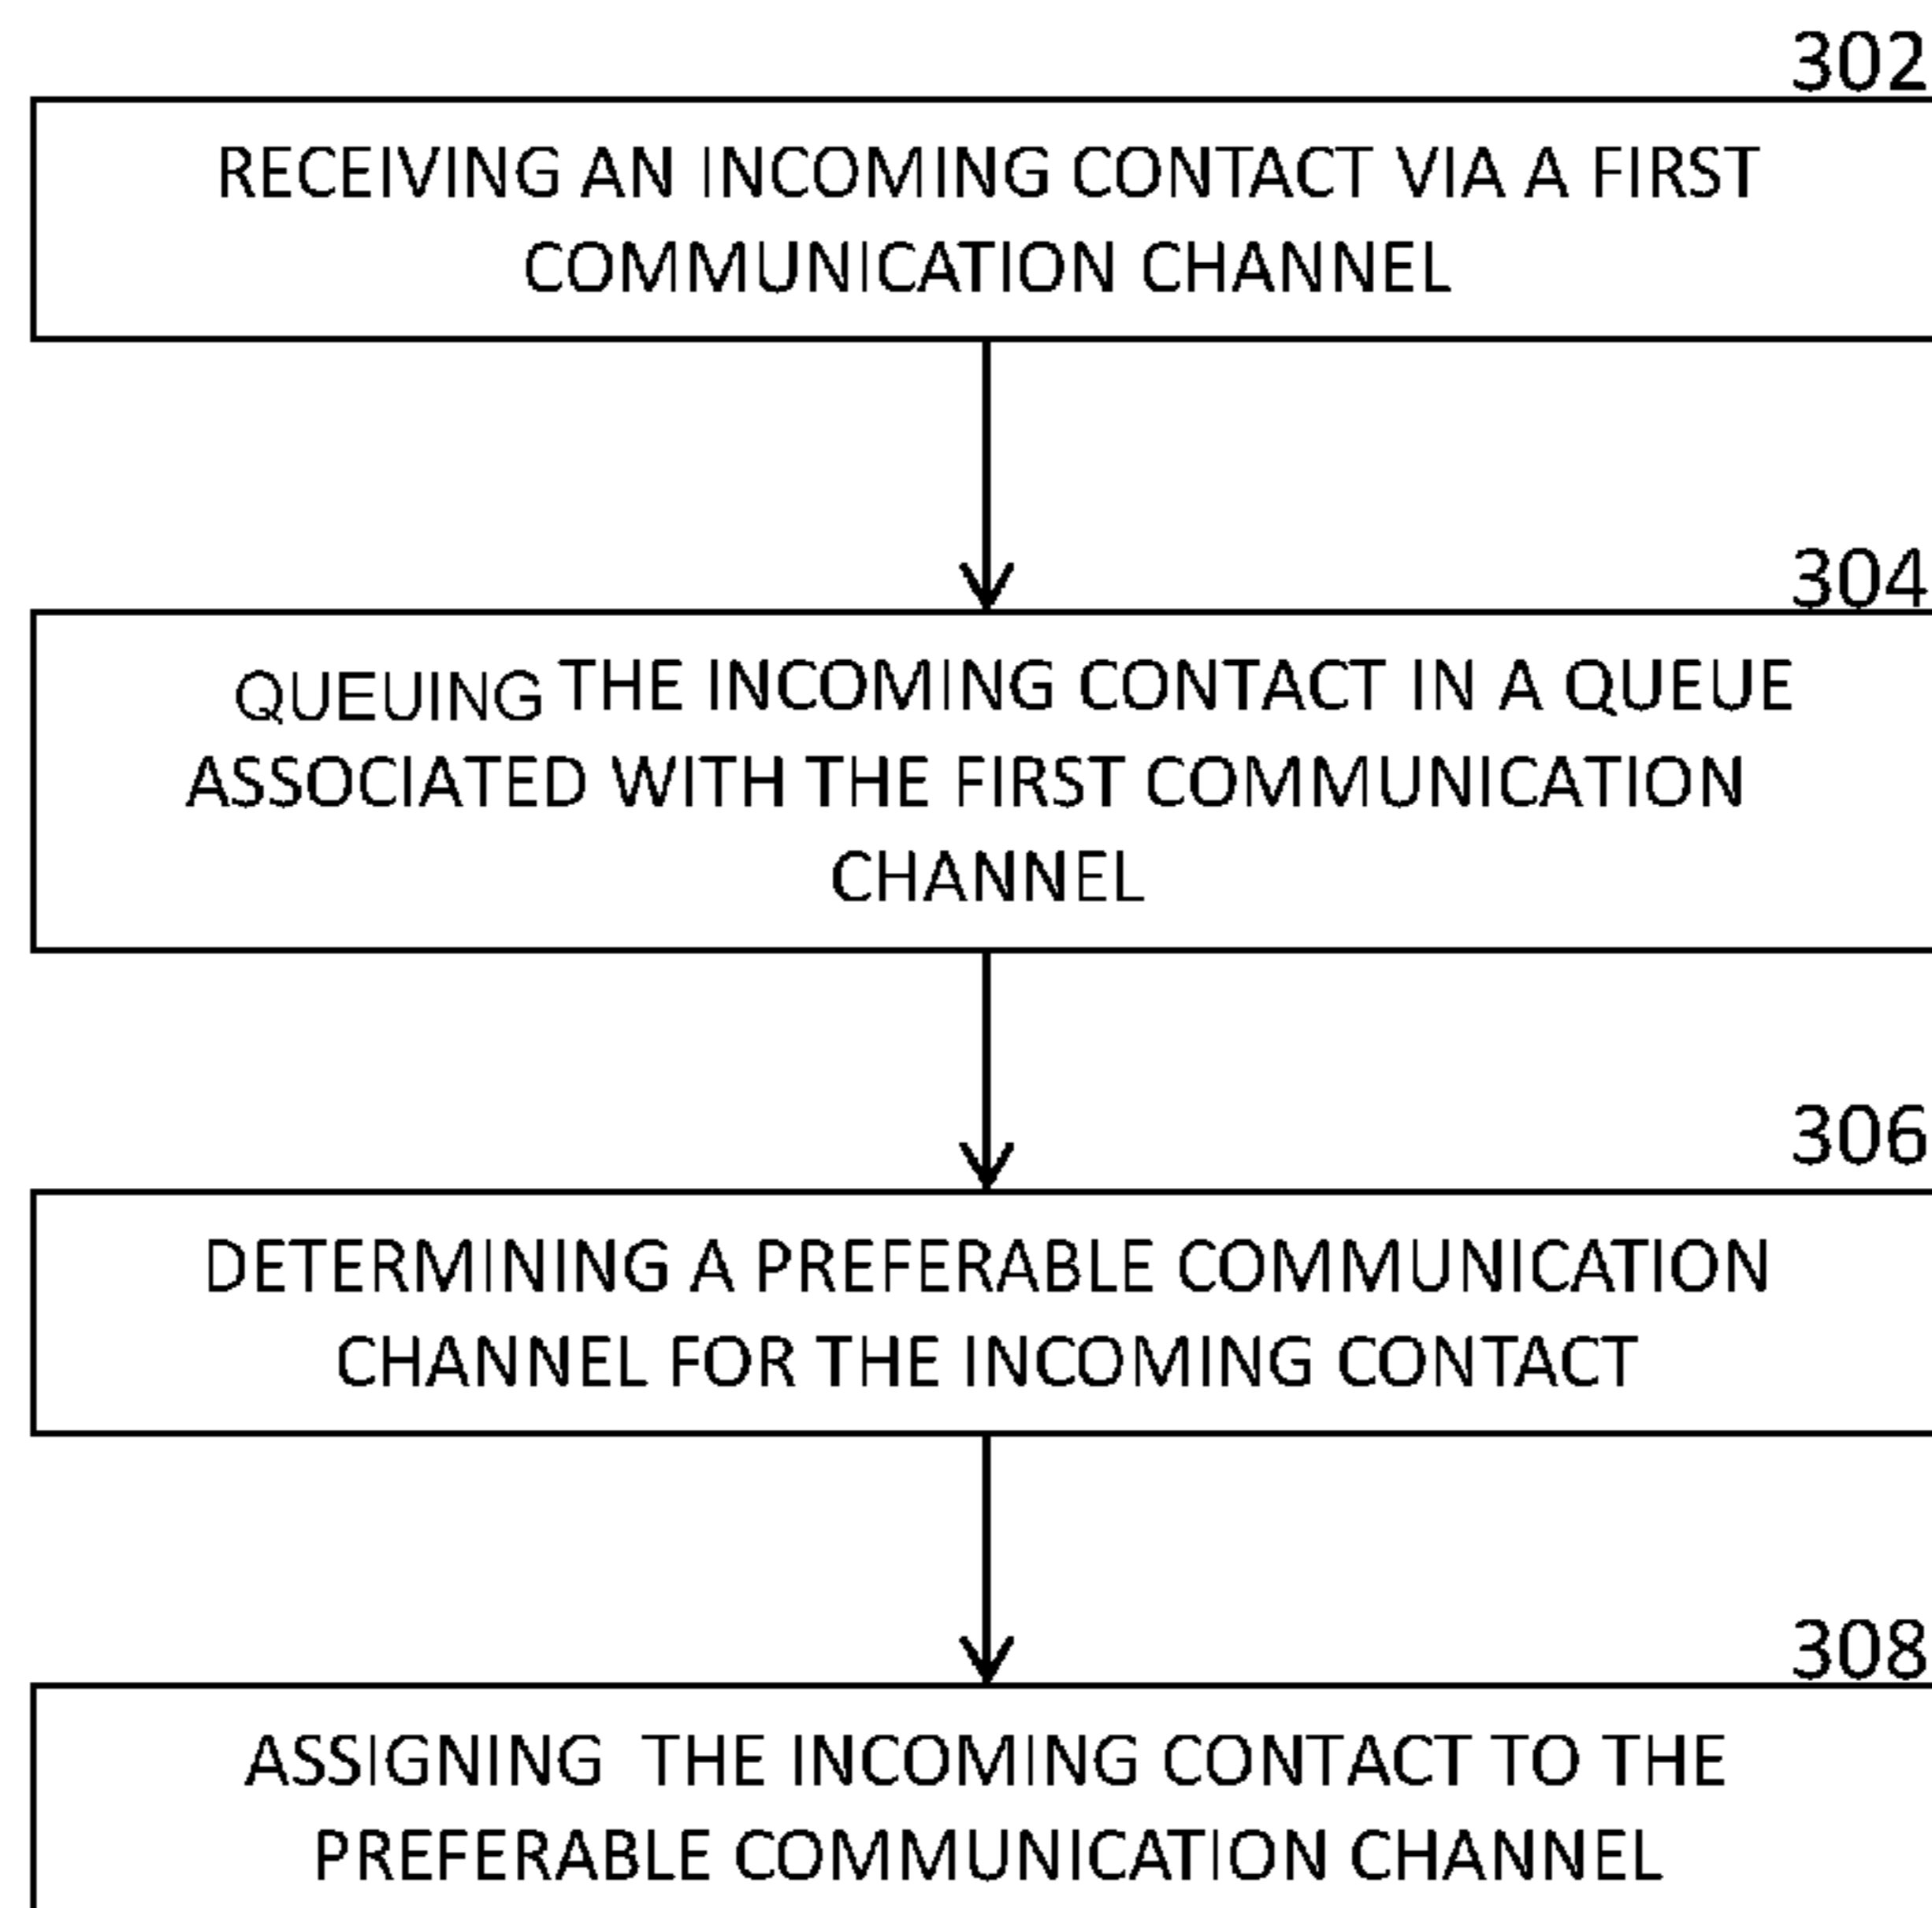 302
RECEIVING AN INCOMING CONTACT VIA A FIRST
COMMUNICATION CHANNEL
304
QUEUING THE INCOMING CONTACT IN A QUEUE
ASSOCIATED WITH THE FIRST COMMUNICATION
CHANNEL
306
DETERMINING A PREFERABLE COMMUNICATION
CHANNEL FOR THE INCOMING CONTACT
308
ASSIGNING THE INCOMING CONTACT TO THE
PREFERABLE COMMUNICATION CHANNEL